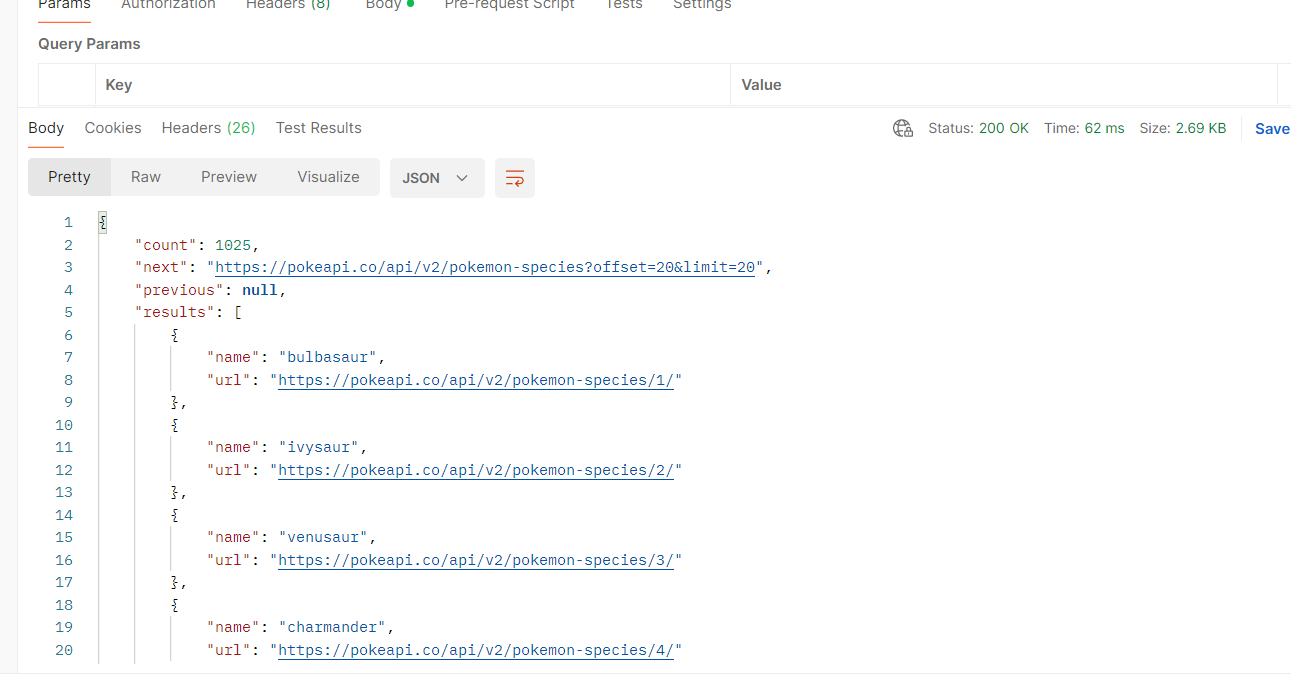 Params Authorization Headers (8) Body Pre-request Script Tests Settings
Query Params
Key Value
Body Cookies Headers (26) Test Results Status: 200 OK Time: 62 ms Size: 2.69 KB Save
Pretty Raw Preview Visualize JSON
1 {
2 "count": 1025,
3 "next": "https://pokeapi.co/api/v2/pokemon-species?offset=20&limit=20",
4 "previous": null,
5 "results": [
6 {
7 "name": "bulbasaur",
8 "url": "https://pokeapi.co/api/v2/pokemon-species/1/"
9 },
10 {
11 "name": "ivysaur",
12 "url": "https://pokeapi.co/api/v2/pokemon-species/2/"
13 },
14 {
15 "name": "venusaur",
16 "url": "https://pokeapi.co/api/v2/pokemon-species/3/"
17 },
18 {
19 "name": "charmander",
20 "url": "https://pokeapi.co/api/v2/pokemon-species/4/"